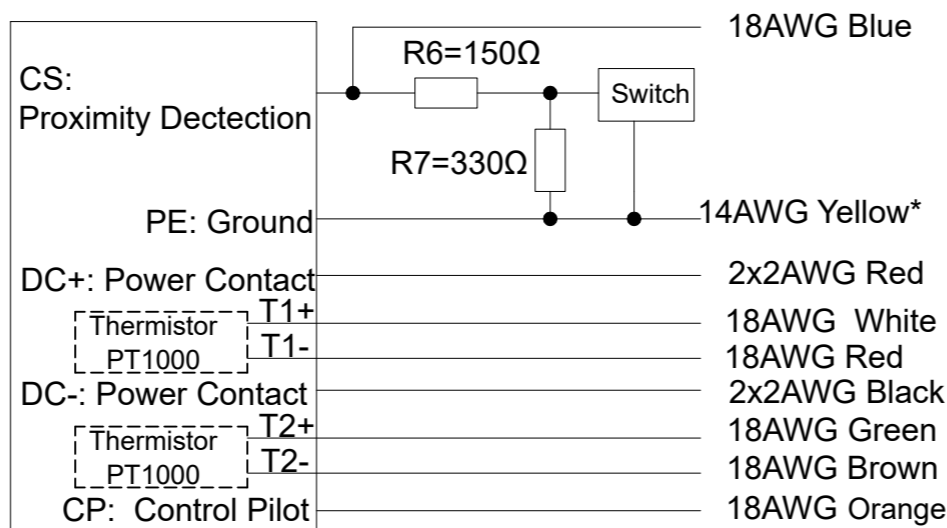 18AWG Blue
R6=150Ω
CS:
Switch
Proximity Dectection
R7=330Ω
PE: Ground
14AWG Yellow*
DC+: Power Contact
2x2AWG Red
T1+
Thermistor
18AWG White
PT1000
T1-
18AWG Red
DC-: Power Contact
2x2AWG Black
T2+
Thermistor
18AWG Green
PT1000
T2-
18AWG Brown
CP: Control Pilot
18AWG Orange